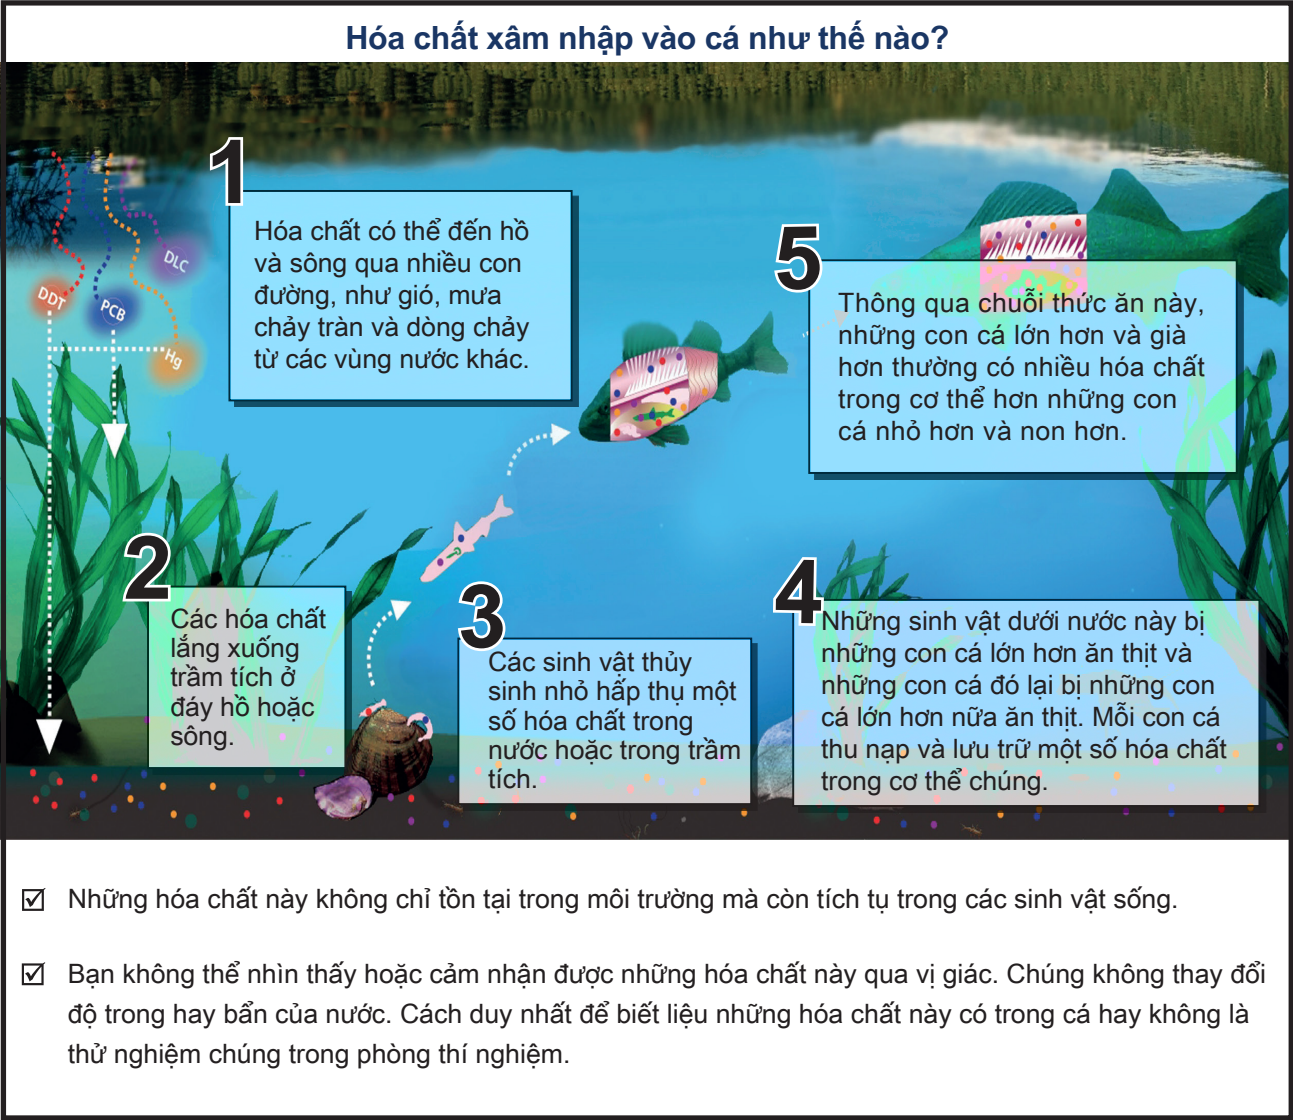 Hóa chất xâm nhập vào cá như thế nào?
1
Hóa chất có thể đến hồ
và sông qua nhiều con
đường, như gió, mưa
chảy tràn và dòng chảy
từ các vùng nước khác.
DLC
DDT
PCB
Hg
2
Các hóa chất
lắng xuống
trầm tích ở
đáy hồ hoặc
sông.
3
Các sinh vật thủy
sinh nhỏ hấp thụ một
số hóa chất trong
nước hoặc trong trầm
tích.
4
Những sinh vật dưới nước này bị
những con cá lớn hơn ăn thịt và
những con cá đó lại bị những con
cá lớn hơn nữa ăn thịt. Mỗi con cá
thu nạp và lưu trữ một số hóa chất
trong cơ thể chúng.
5
Thông qua chuỗi thức ăn này,
những con cá lớn hơn và già
hơn thường có nhiều hóa chất
trong cơ thể hơn những con
cá nhỏ hơn và non hơn.
☑ Những hóa chất này không chỉ tồn tại trong môi trường mà còn tích tụ trong các sinh vật sống.
☑ Bạn không thể nhìn thấy hoặc cảm nhận được những hóa chất này qua vị giác. Chúng không thay đổi
độ trong hay bẩn của nước. Cách duy nhất để biết liệu những hóa chất này có trong cá hay không là
thử nghiệm chúng trong phòng thí nghiệm.